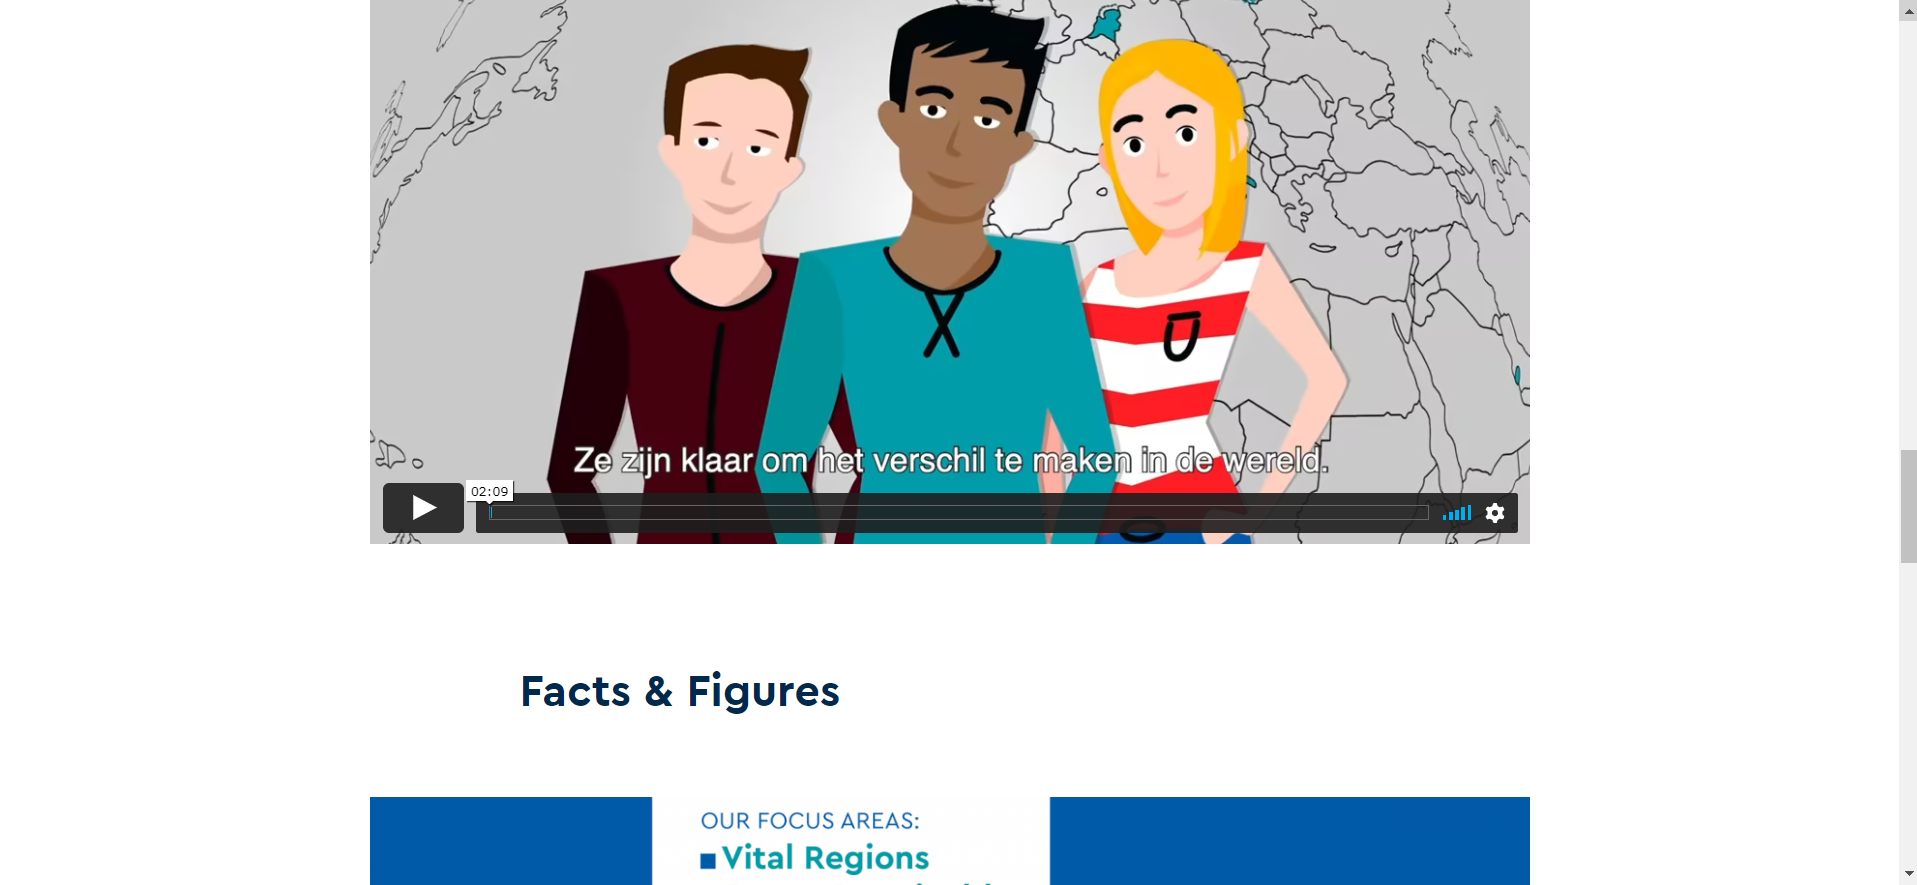 Ze zijn klaar om het verschil te maken in de wereld.
02:09
Facts & Figures
OUR FOCUS AREAS:
Vital Regions